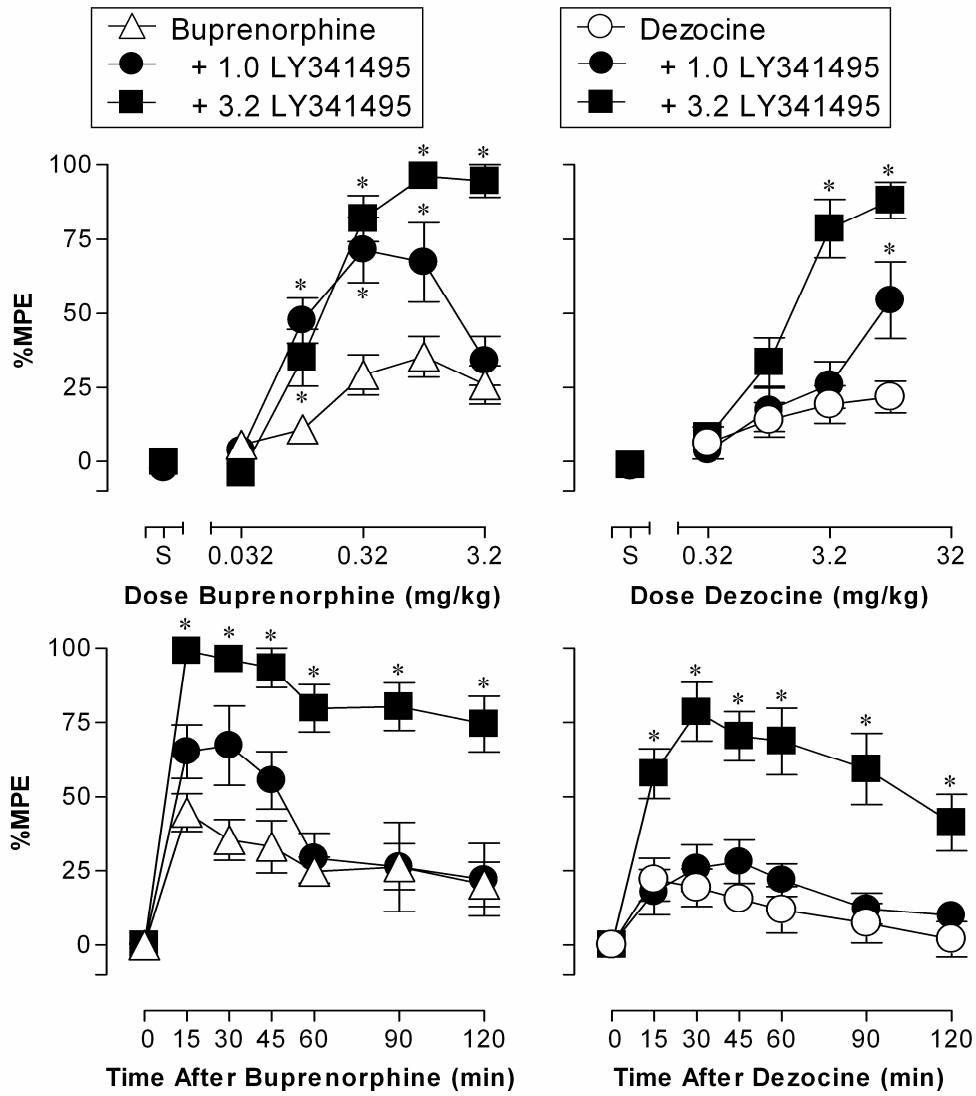 Buprenorphine
+ 1.0 LY341495
+ 3.2 LY341495
Dezocine
+ 1.0 LY341495
+ 3.2 LY341495
%MPE
100
75
50
25
0
* * * * * * *
* * *
S 0.032 0.32 3.2
Dose Buprenorphine (mg/kg)
S 0.32 3.2 32
Dose Dezocine (mg/kg)
%MPE
100
75
50
25
0
* * * * * *
* * * * * *
0 15 30 45 60 90 120
Time After Buprenorphine (min)
0 15 30 45 60 90 120
Time After Dezocine (min)